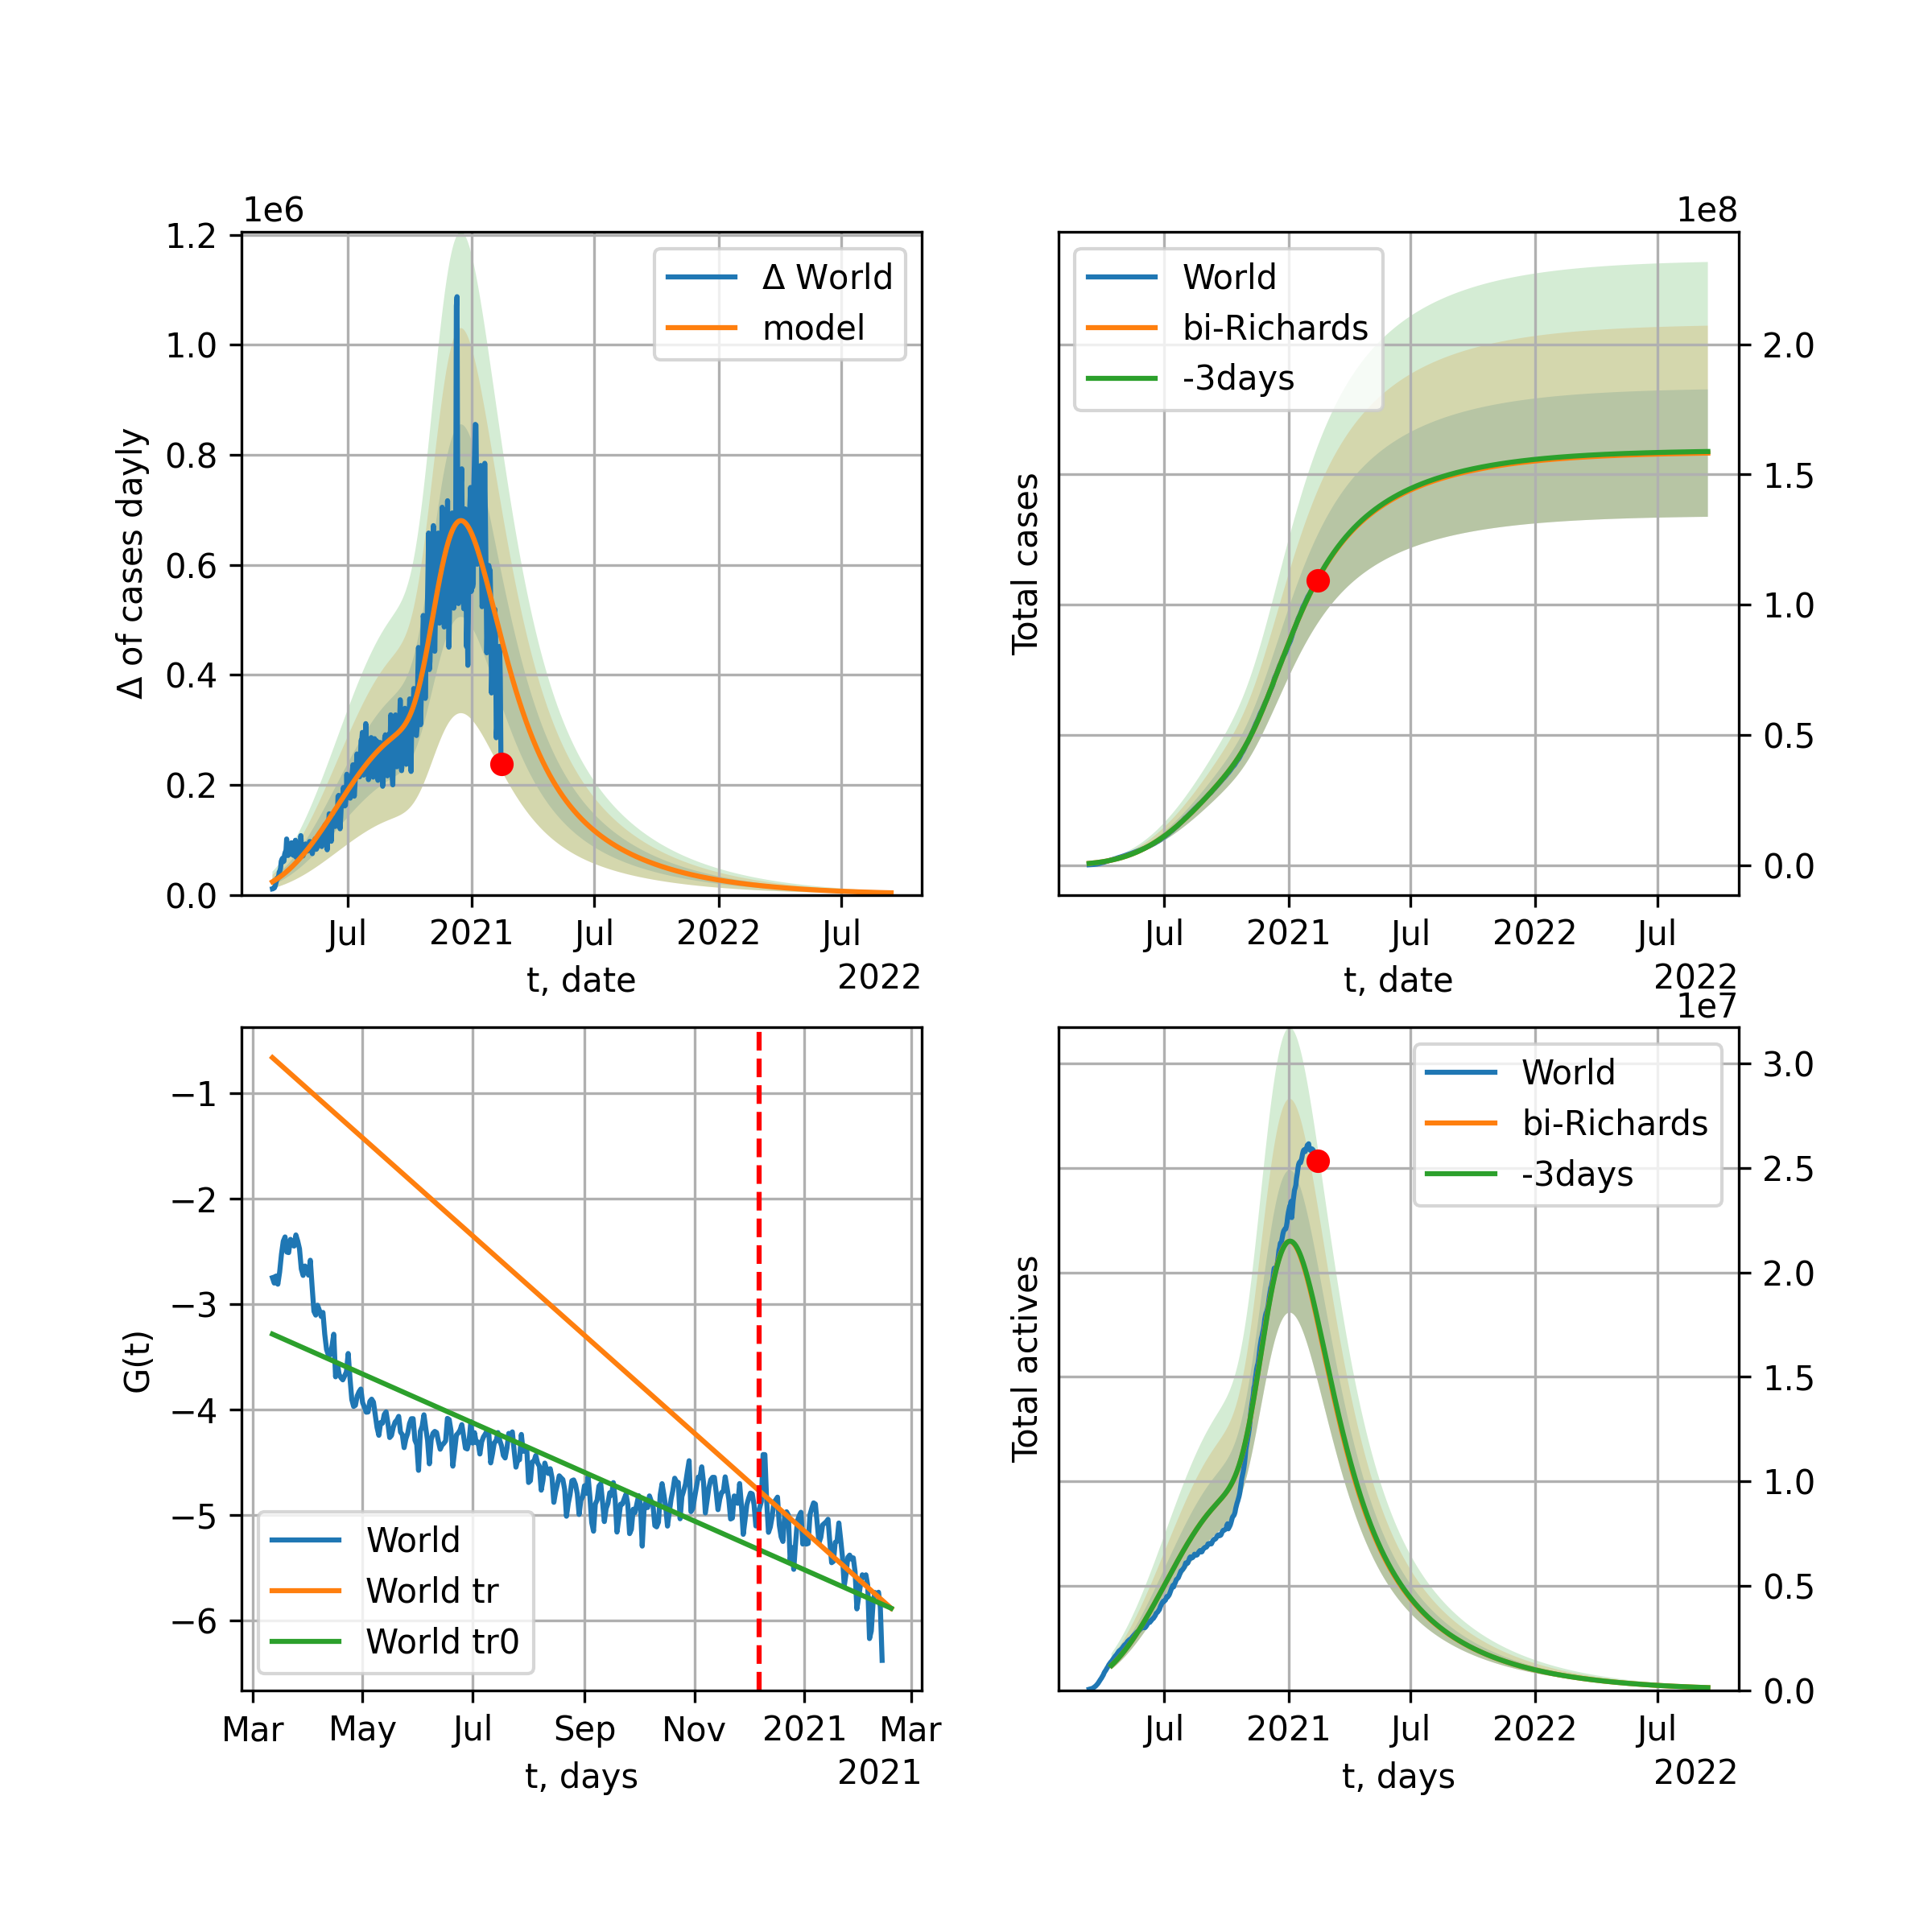 1e6
1.2
1.0
0.8
0.6
0.4
0.2
0.0
Δ of cases dayly
Δ World
model
Jul
2021
Jul
2022
Jul
t, date
2022
1e8
World
bi-Richards
-3days
Total cases
2.0
1.5
1.0
0.5
0.0
Jul
2021
Jul
2022
Jul
t, date
2022
−1
−2
−3
−4
−5
−6
G(t)
World
World tr
World tr0
Mar
May
Jul
Sep
Nov
2021
Mar
t, days
2021
1e7
World
bi-Richards
-3days
Total actives
3.0
2.5
2.0
1.5
1.0
0.5
0.0
Jul
2021
Jul
2022
Jul
t, days
2022